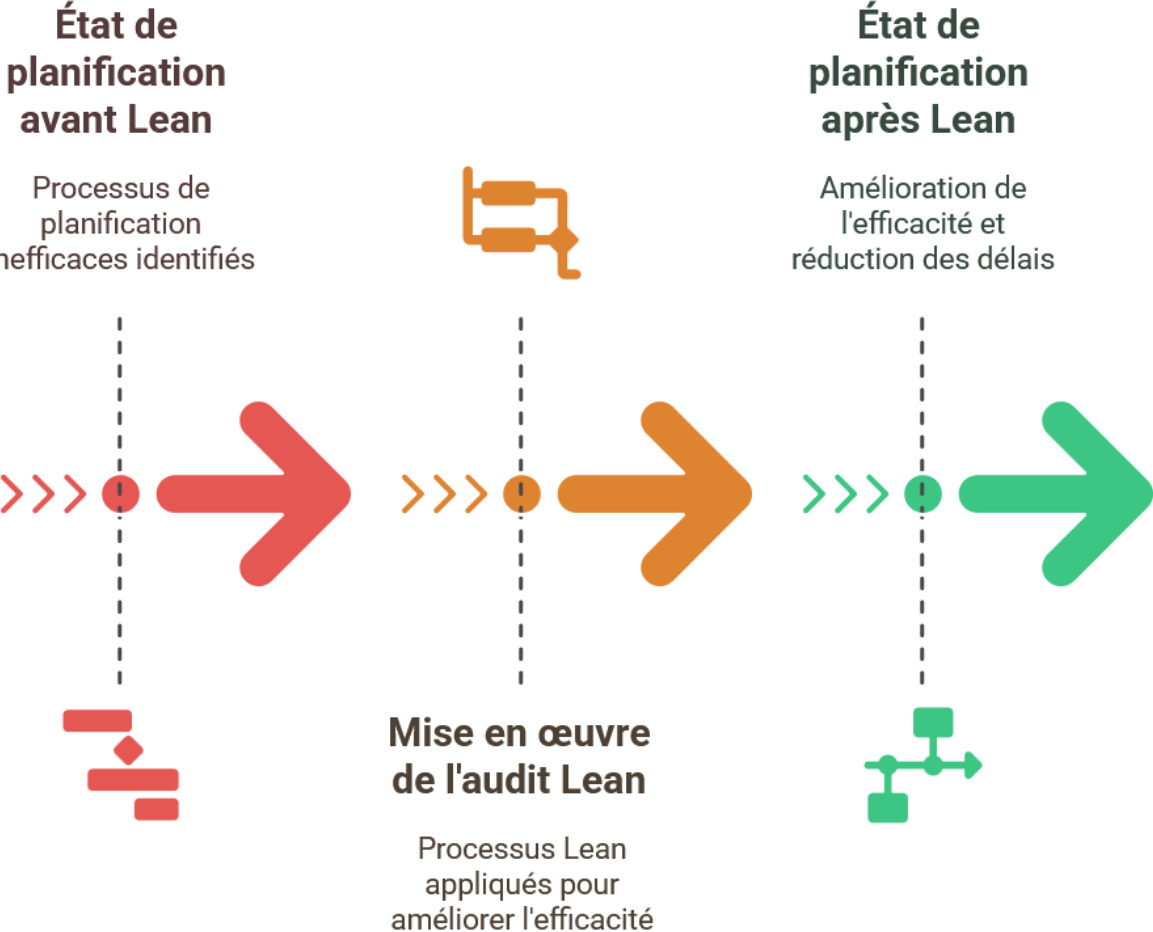 État de
planification
avant Lean
Processus de
planification
nefficaces identifiés
Mise en œuvre
de l'audit Lean
Processus Lean
appliqués pour
améliorer l'efficacité
État de
planification
après Lean
Amélioration de
l'efficacité et
réduction des délais